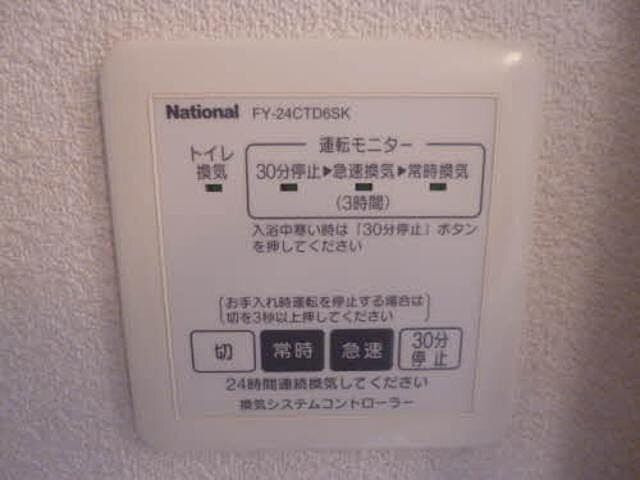 National FY-24CTD6SK
運転モニター
トイレ
換気
30分停止▶急速換気▶常時換気
(3時間)
入浴中寒い時は「30分停止」ボタン
を押してください
お手入れ時運転を停止する場合は
切を3秒以上押してください
切 常時 急速 30分
停止
24時間連続換気してください
換気システムコントローラー